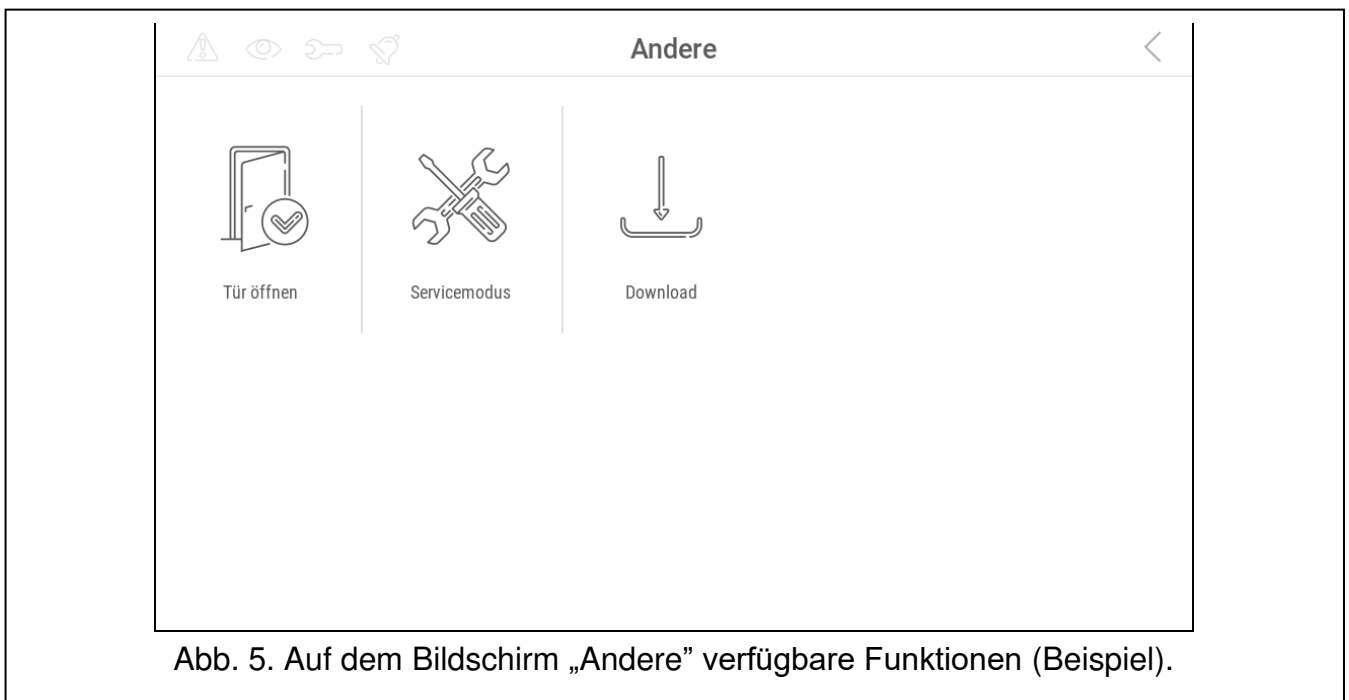 Andere
Tür öffnen
Servicemodus
Download
Abb. 5. Auf dem Bildschirm „Andere” verfügbare Funktionen (Beispiel).